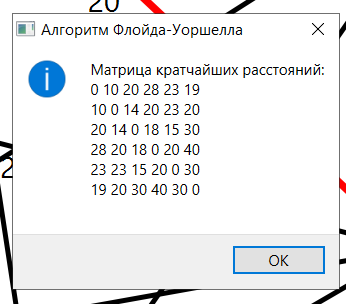 20
Алгоритм Флойда-Уоршелла
Матрица кратчайших расстояний:
0 10 20 28 23 19
10 0 14 20 23 20
20 14 0 18 15 30
28 20 18 0 20 40
23 23 15 20 0 30
19 20 30 40 30 0
OK